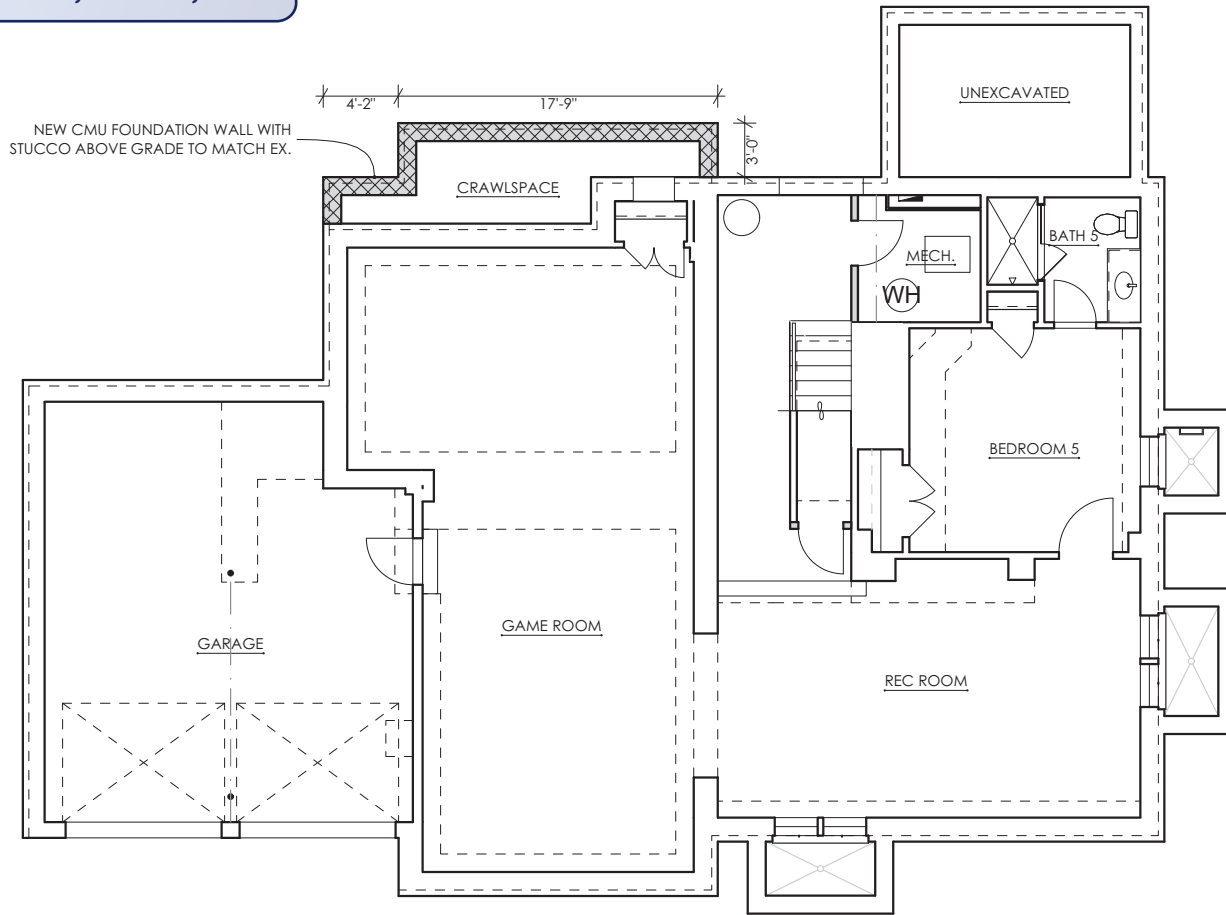 UNEXCAVATED
4'-2"
17'-9"
3'-0"
NEW CMU FOUNDATION WALL WITH
STUCCO ABOVE GRADE TO MATCH EX.
CRAWLSPACE
BATH 5
MECH.
WH
BEDROOM 5
GAME ROOM
GARAGE
REC ROOM